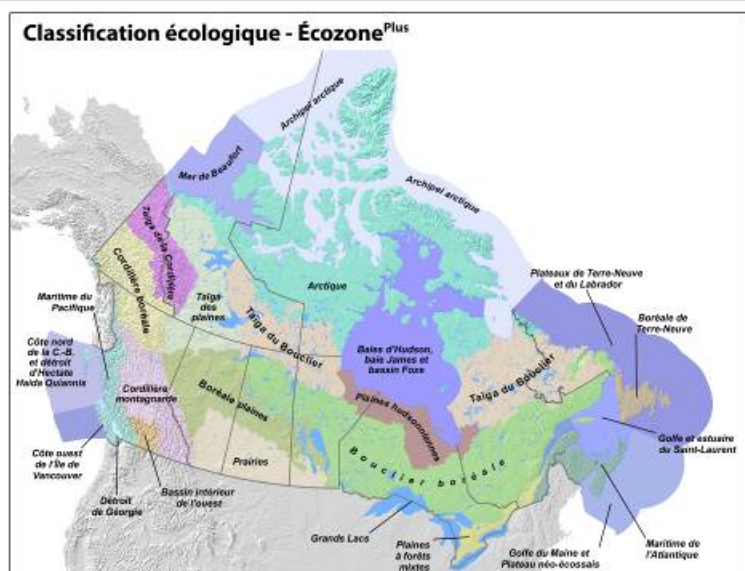 Classification écologique - Écozone Plus
Archipel arctique
Mer de Beaufort
Archipel arctique
Taïga de la Cordillère
Cordillère boréale
Arctique
Plateaux de Terre-Neuve
et du Labrador
Maritime du
Pacifique
Taïga
des
plaines
Taïga du Bouclier
Boréale de
Terre-Neuve
Côte nord
de la C.-B.
et détroit
d'Hectate
Haida Quiannis
Baies d'Hudson,
baie James et
bassin Foxe
Taïga du Bouclier
Cordillère
montagnarde
Boréale plaines
Plaines hudsoniennes
Golfe et estuaire
du Saint-Laurent
Côte ouest
de l'Île de
Vancouver
Prairies
Bouclier boréale
Détroit
de Géorgie
Bassin intérieur
de l'ouest
Grands Lacs
Plaines
à forêts
mixtes
Golfe du Maine et
Plateau néo-écossais
Maritime de
l'Atlantique